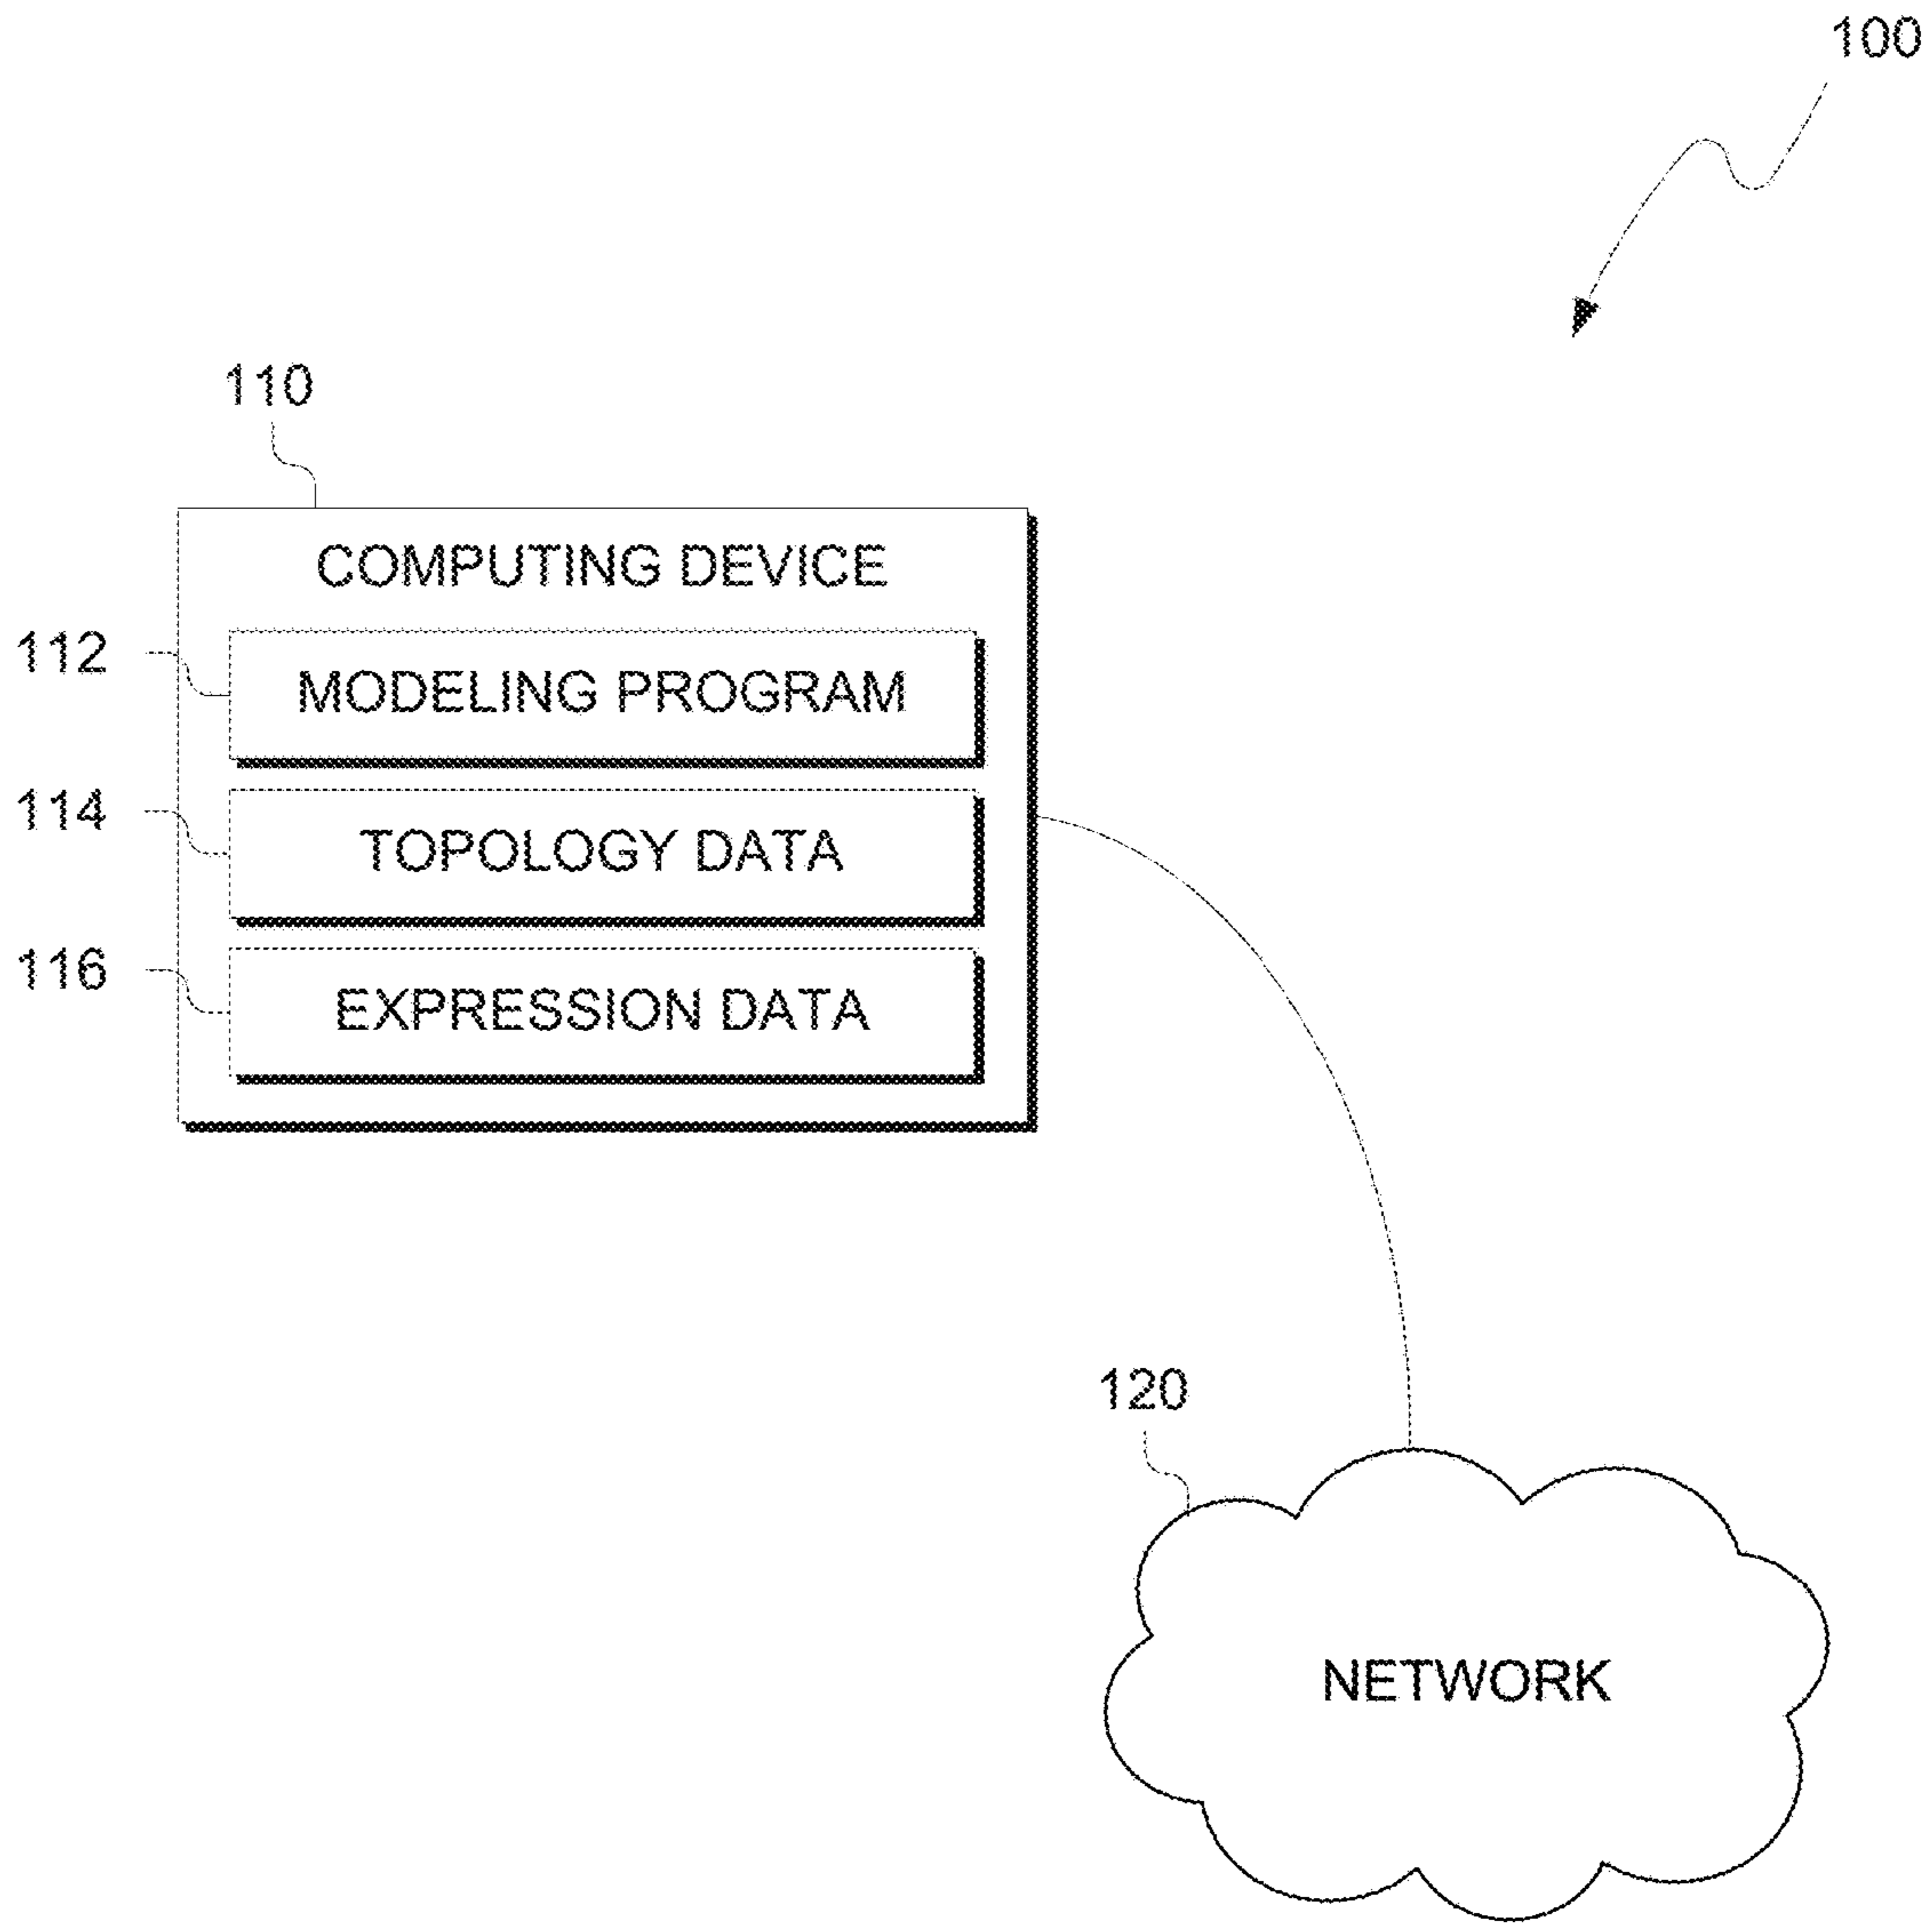 100
110
COMPUTING DEVICE
112
MODELING PROGRAM
114
TOPOLOGY DATA
116
EXPRESSION DATA
120
NETWORK